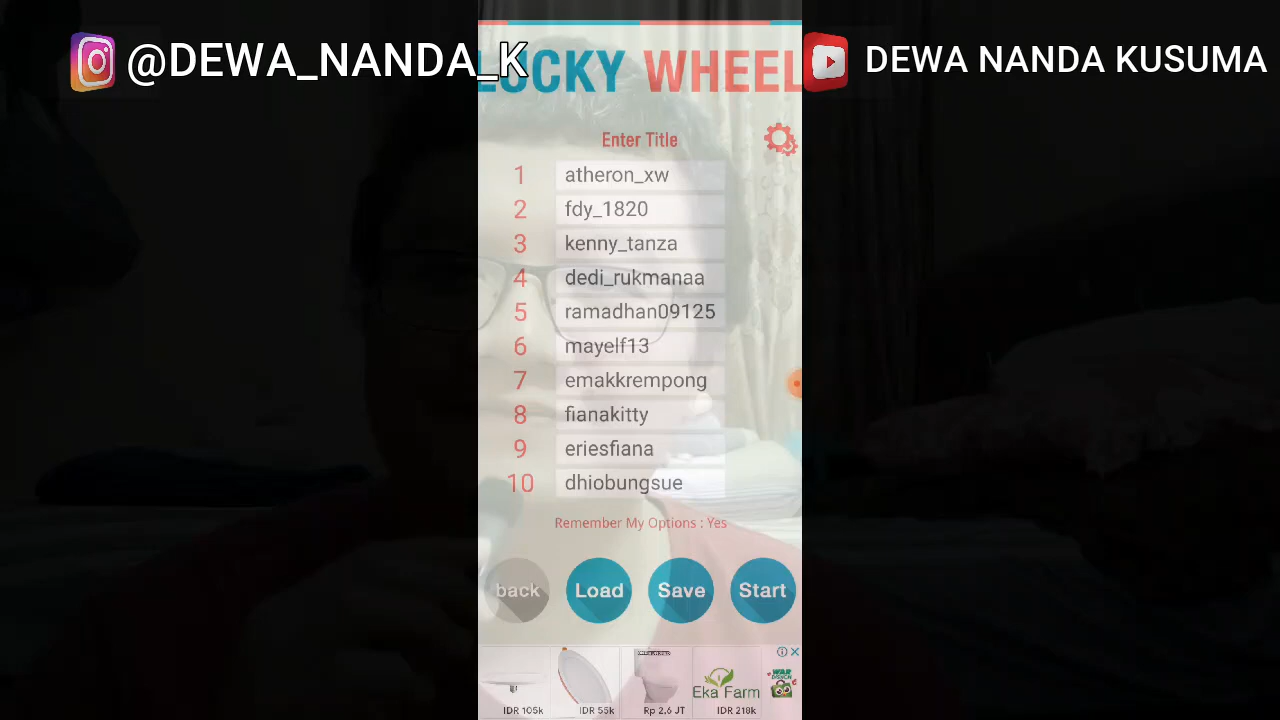 @DEWA_NANDA_K
DEWA NANDA KUSUMA
LUCKY WHEEL
Enter Title
1 atheron_xw
2 fdy_1820
3 kenny_tanza
4 dedi_rukmanaa
5 ramadhan09125
6 mayelf13
7 emakkrempong
8 fianakitty
9 eriesfiana
10 dhiobungsue
Remember My Options : Yes
back Load Save Start
Eka Farm
IDR 105k IDR 55k Rp 2,6 JT IDR 218k